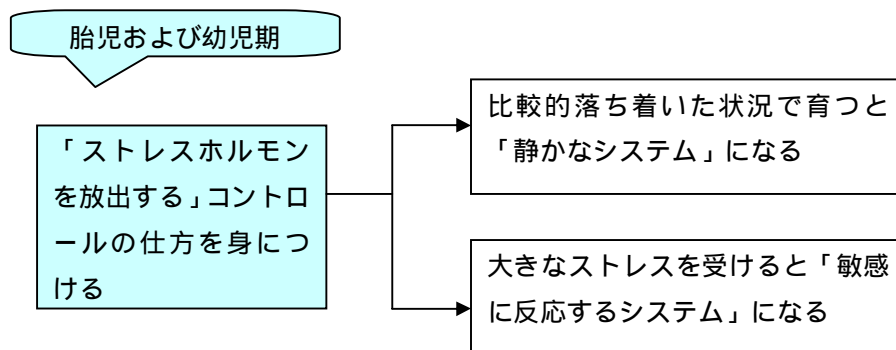 胎児および幼児期
「ストレスホルモン
を放出する」コントロ
ールの仕方を身につ
ける
比較的落ち着いた状況で育つと
「静かなシステム」になる
大きなストレスを受けると「敏感
に反応するシステム」になる